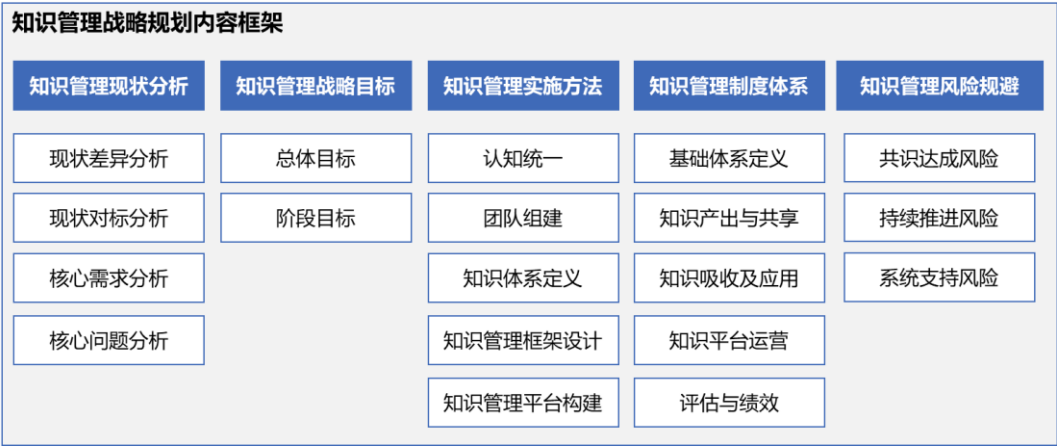 知识管理战略规划内容框架
知识管理现状分析
现状差异分析
现状对标分析
核心需求分析
核心问题分析
知识管理战略目标
总体目标
阶段目标
知识管理实施方法
认知统一
团队组建
知识体系定义
知识管理框架设计
知识管理平台构建
知识管理制度体系
基础体系定义
知识产出与共享
知识吸收及应用
知识平台运营
评估与绩效
知识管理风险规避
共识达成风险
持续推进风险
系统支持风险